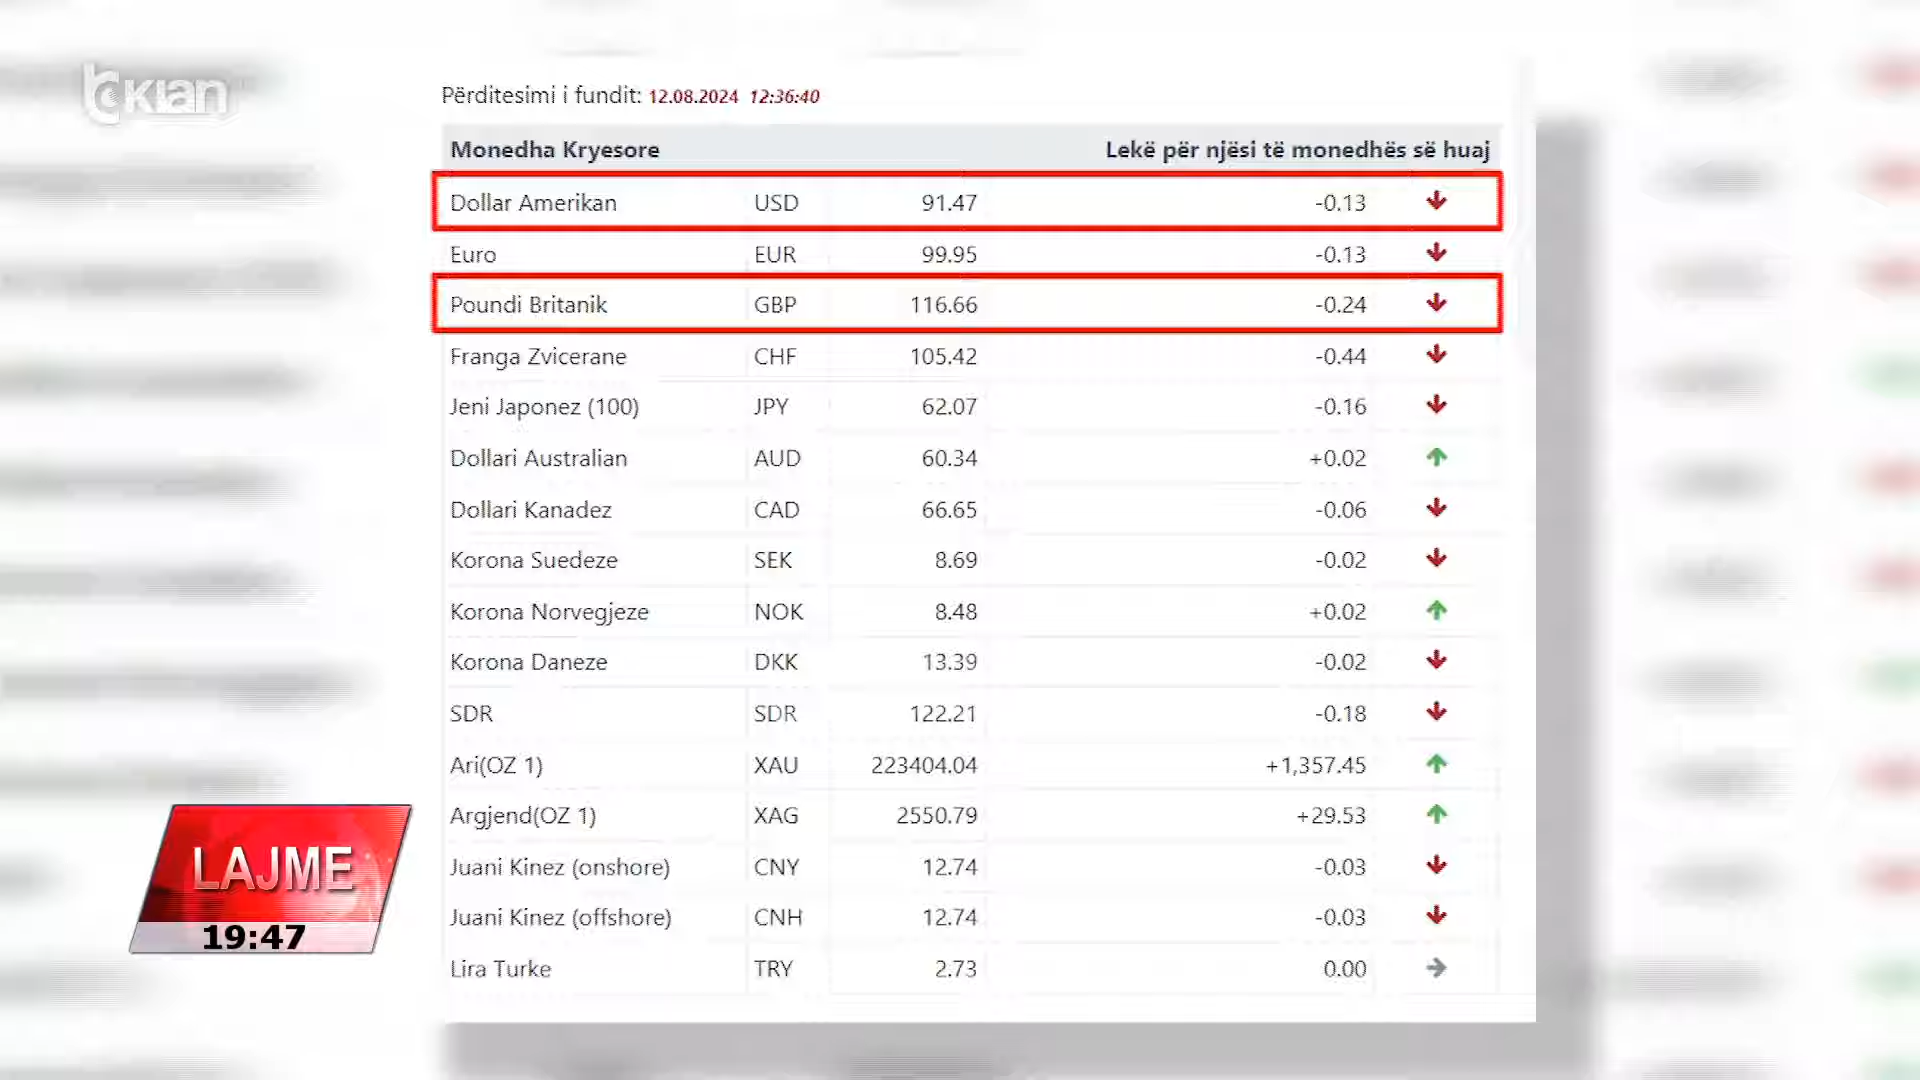 klan
Përditesimi i fundit: 12.08.2024 12:36:40
Monedha Kryesore Lekë për njësi të monedhës së huaj
Dollar Amerikan USD 91.47 -0.13
Euro EUR 99.95 -0.13
Poundi Britanik GBP 116.66 -0.24
Franga Zvicerane CHF 105.42 -0.44
Jeni Japonez (100) JPY 62.07 -0.16
Dollari Australian AUD 60.34 +0.02
Dollari Kanadez CAD 66.65 -0.06
Korona Suedeze SEK 8.69 -0.02
Korona Norvegjeze NOK 8.48 +0.02
Korona Daneze DKK 13.39 -0.02
SDR SDR 122.21 -0.18
Ari(OZ 1) XAU 223404.04 +1,357.45
Argjend(OZ 1) XAG 2550.79 +29.53
Juani Kinez (onshore) CNY 12.74 -0.03
Juani Kinez (offshore) CNH 12.74 -0.03
Lira Turke TRY 2.73 0.00
LAJME
19:47